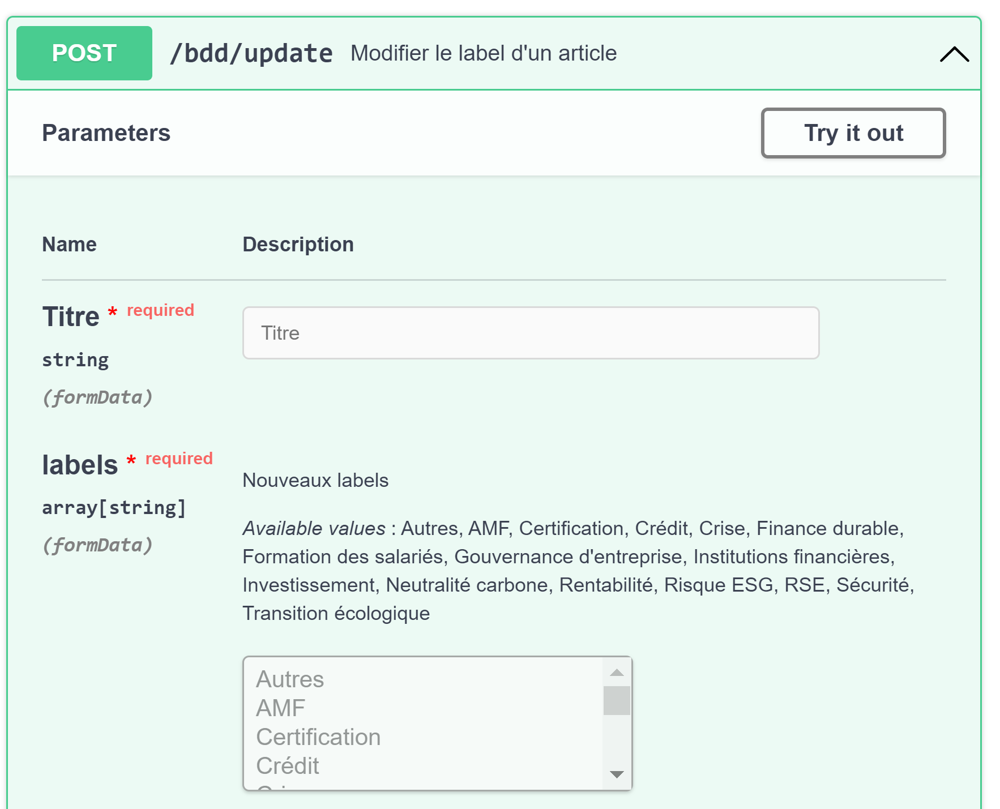 POST /bdd/update Modifier le label d'un article
Parameters
Try it out
Name Description
Titre * required
Titre
string
(formData)
labels * required
array[string]
(formData)
Nouveaux labels
Available values : Autres, AMF, Certification, Crédit, Crise, Finance durable,
Formation des salariés, Gouvernance d'entreprise, Institutions financières,
Investissement, Neutralité carbone, Rentabilité, Risque ESG, RSE, Sécurité,
Transition écologique
Autres
AMF
Certification
Crédit